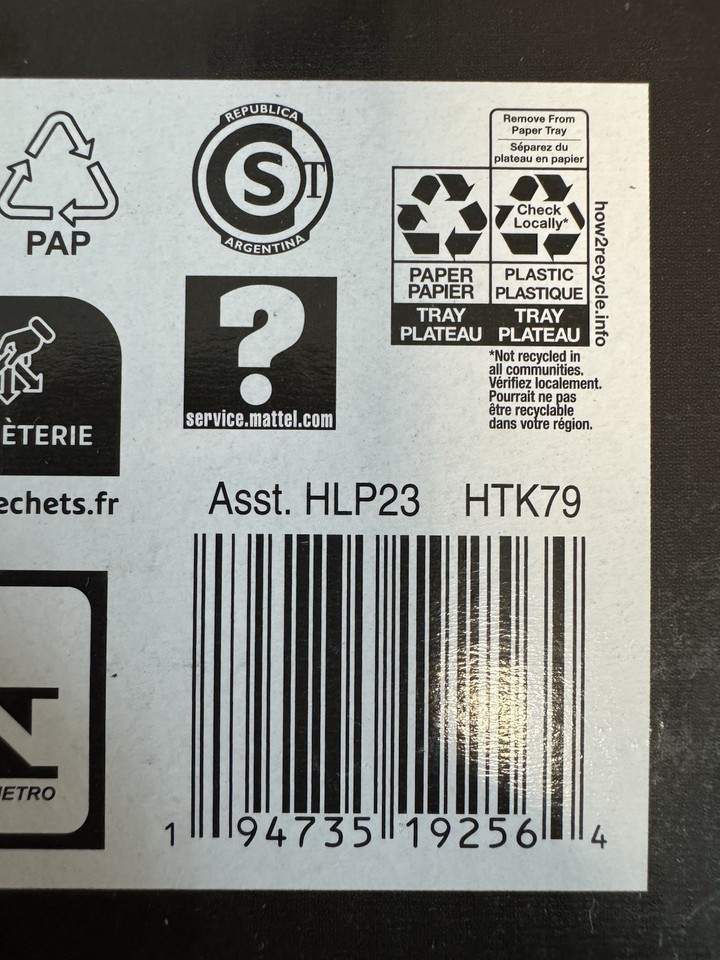 PAP
REPUBLICA
S T
ARGENTINA
Remove From
Paper Tray
Séparez du
plateau en papier
Check
Locally*
PAPER
PAPIER
PLASTIC
PLASTIQUE
TRAY
PLATEAU
TRAY
PLATEAU
how2recycle.info
*Not recycled in
all communities.
Vérifiez localement.
Pourrait ne pas
être recyclable
dans votre région.
?
service.mattel.com
ÈTERIE
echets.fr
Asst. HLP23 HTK79
METRO
1 94735 19256 4